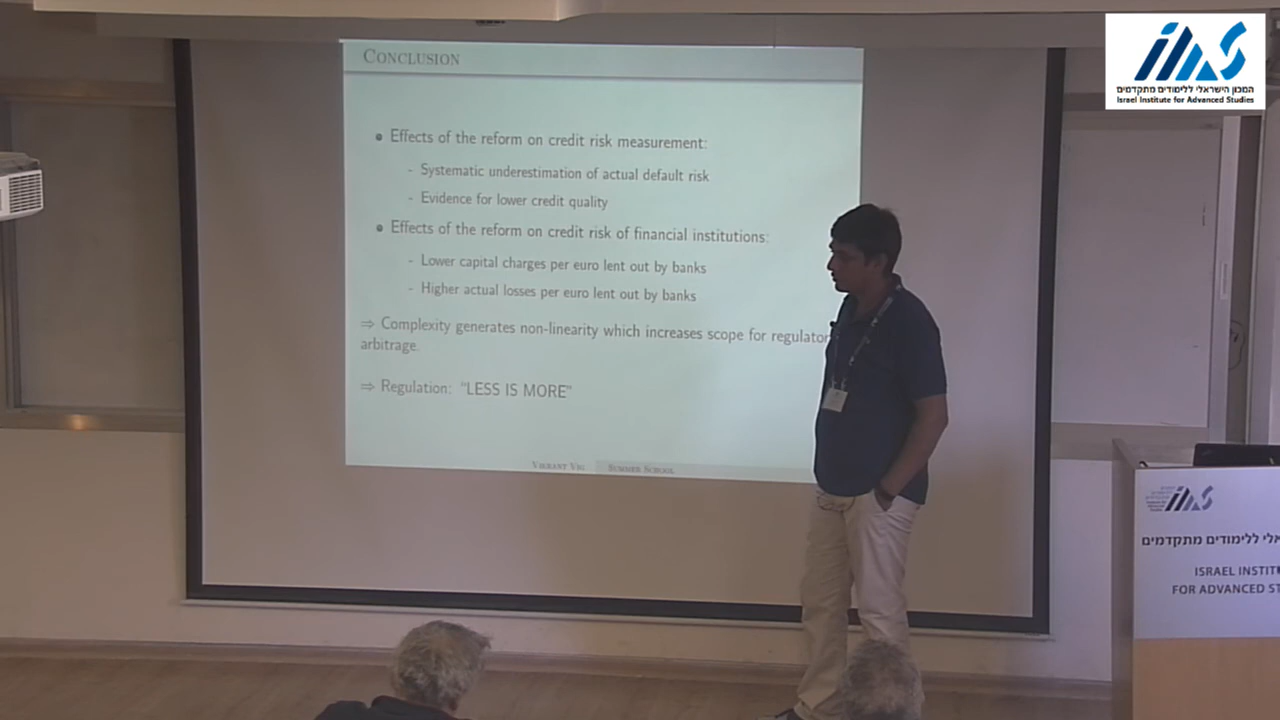 CONCLUSION
Effects of the reform on credit risk measurement:
- Systematic underestimation of actual default risk
- Evidence for lower credit quality
Effects of the reform on credit risk of financial institutions:
- Lower capital charges per euro lent out by banks
- Higher actual losses per euro lent out by banks
⇒ Complexity generates non-linearity which increases scope for regulator
arbitrage.
⇒ Regulation: "LESS IS MORE"
VIKRANT VIG SUMMER SCHOOL
המכון הישראלי ללימודים מתקדמים
Israel Institute for Advanced Studies
ללימודים מתקדמים
ISRAEL INSTIT
FOR ADVANCED ST